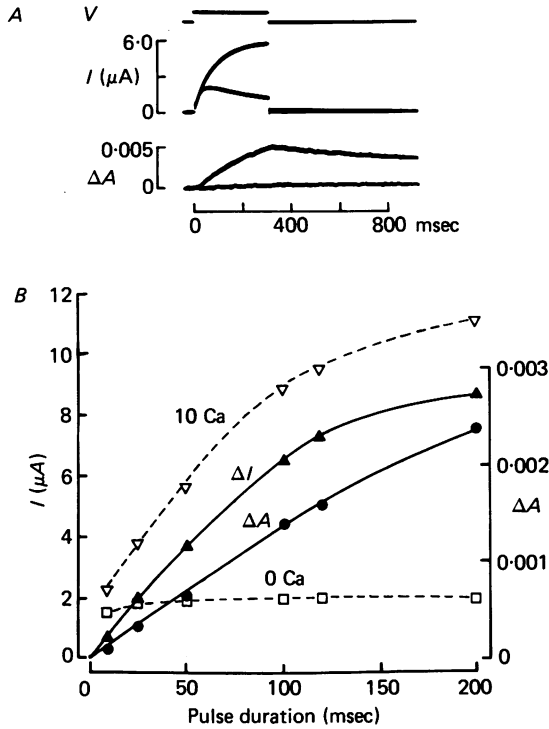 A
V
6·0
I (μA)
0
0·005
ΔA
0
0 400 800 msec
B
12
10
8
6
4
2
0
I (μA)
10 Ca
ΔI
ΔA
0 Ca
0·003
0·002
0·001
0
ΔA
0 50 100 150 200
Pulse duration (msec)